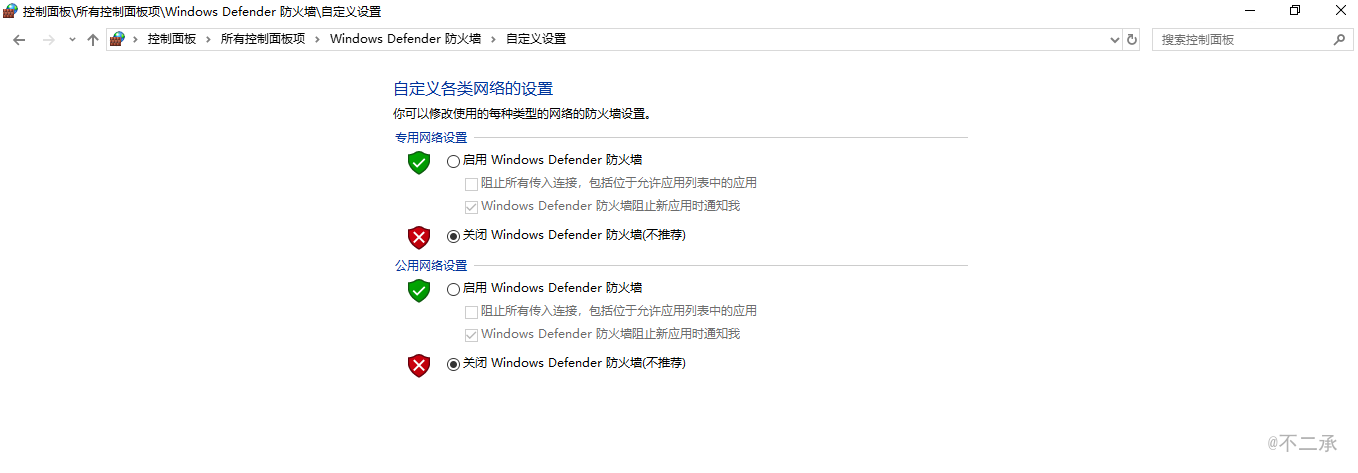 控制面板\所有控制面板项\Windows Defender 防火墙\自定义设置
控制面板 › 所有控制面板项 › Windows Defender 防火墙 › 自定义设置
搜索控制面板
自定义各类网络的设置
你可以修改使用的每种类型的网络的防火墙设置。
专用网络设置
启用 Windows Defender 防火墙
阻止所有传入连接，包括位于允许应用列表中的应用
Windows Defender 防火墙阻止新应用时通知我
关闭 Windows Defender 防火墙(不推荐)
公用网络设置
启用 Windows Defender 防火墙
阻止所有传入连接，包括位于允许应用列表中的应用
Windows Defender 防火墙阻止新应用时通知我
关闭 Windows Defender 防火墙(不推荐)
@不二承